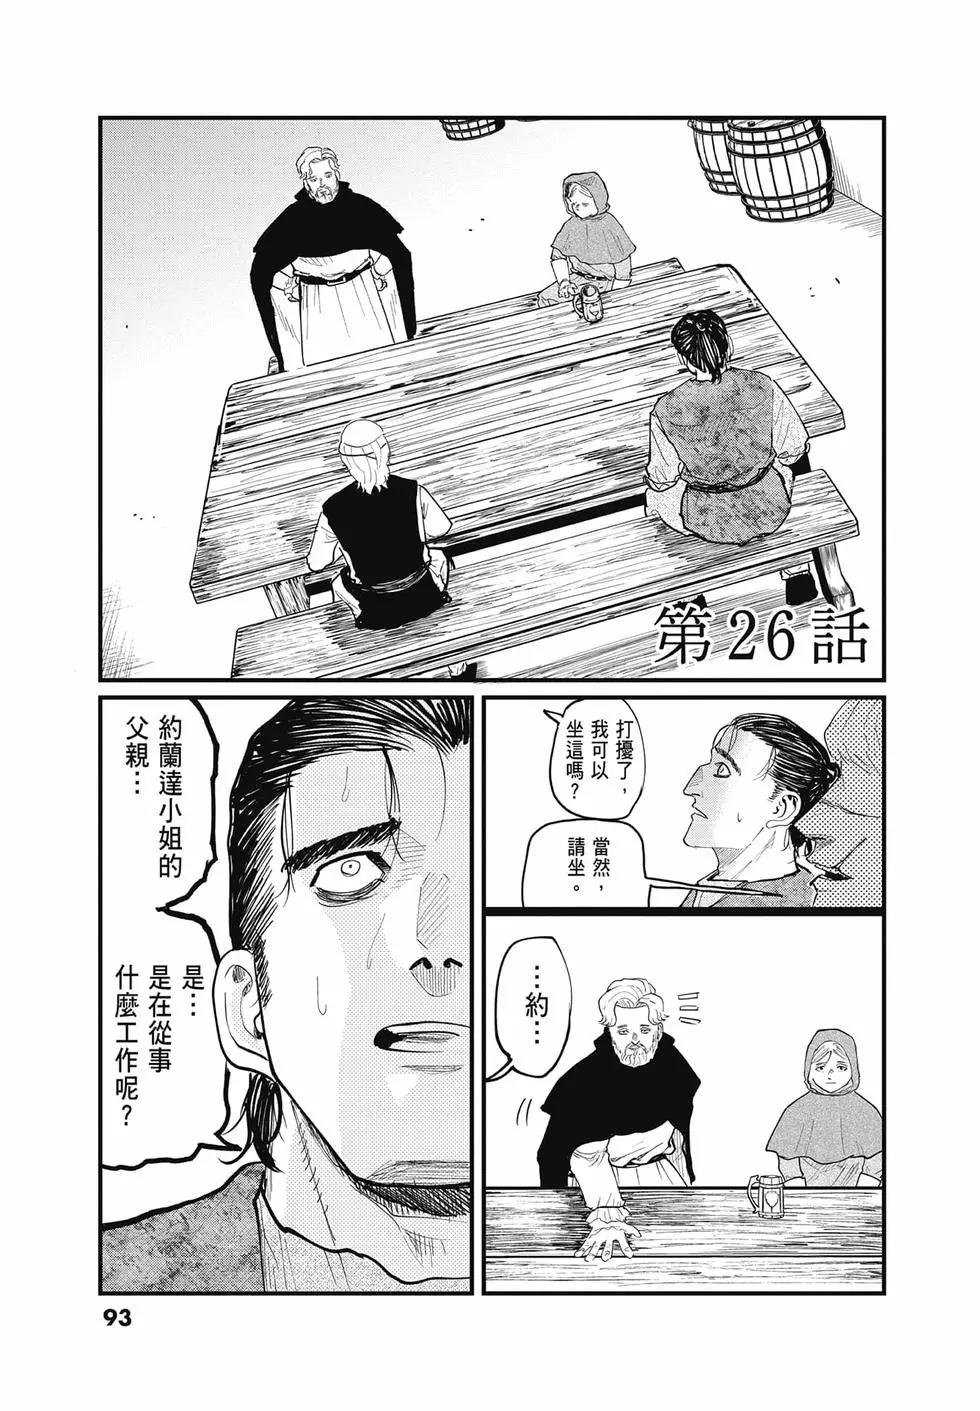 第26話
打擾了，
我可以
坐這嗎？
當然，
請坐。
…約…
約蘭達小姐的
父親…
是…
是在從事
什麼工作呢？
93